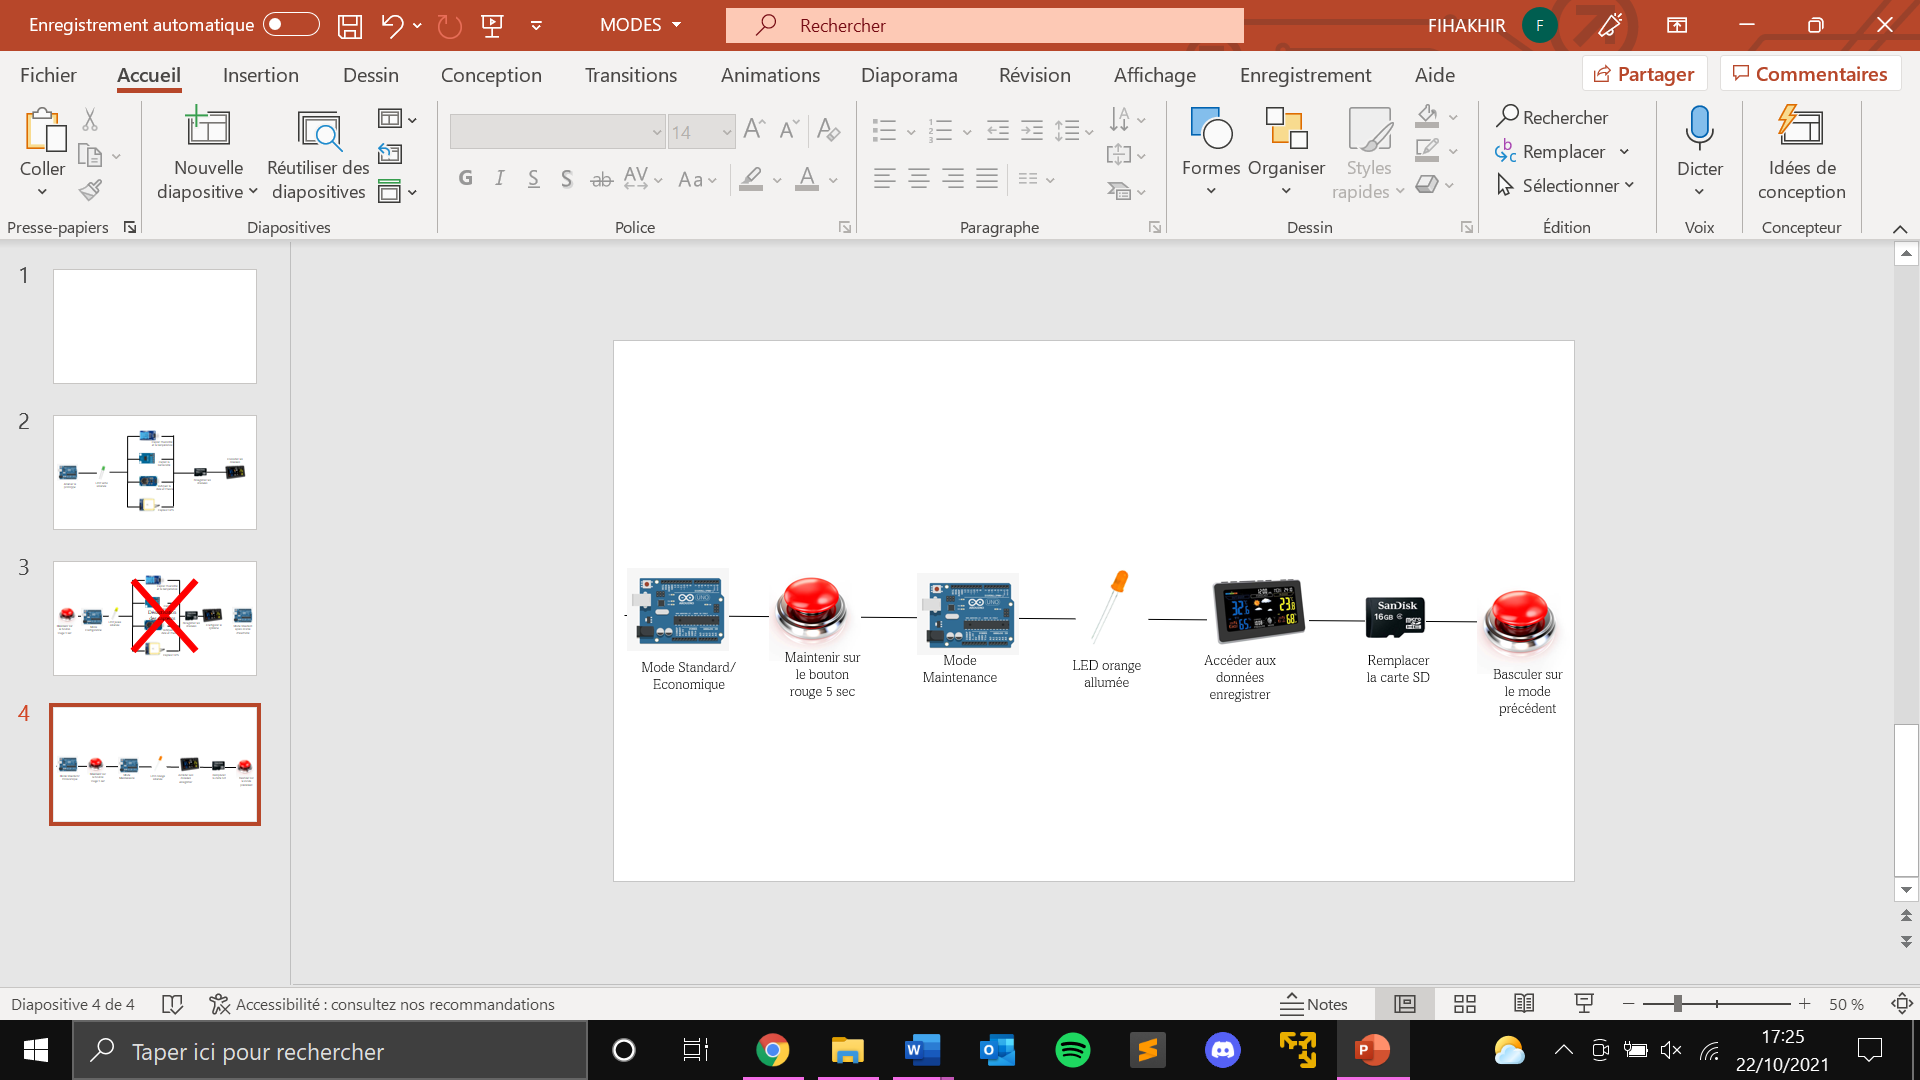 Enregistrement automatique
MODES
Rechercher
FIHAKHIR
F
Fichier
Accueil
Insertion
Dessin
Conception
Transitions
Animations
Diaporama
Révision
Affichage
Enregistrement
Aide
Partager
Commentaires
Coller
Nouvelle
diapositive
Réutiliser des
diapositives
14
Formes
Organiser
Styles
rapides
Rechercher
Remplacer
Sélectionner
Dicter
Idées de
conception
Presse-papiers
Diapositives
Police
Paragraphe
Dessin
Édition
Voix
Concepteur
1
2
3
4
Mode Standard/
Economique
Maintenir sur
le bouton
rouge 5 sec
Mode
Maintenance
LED orange
allumée
Accéder aux
données
enregistrer
SanDisk
16GB
Remplacer
la carte SD
Basculer sur
le mode
précédent
Diapositive 4 de 4
Accessibilité : consultez nos recommandations
Notes
50 %
Taper ici pour rechercher
17:25
22/10/2021